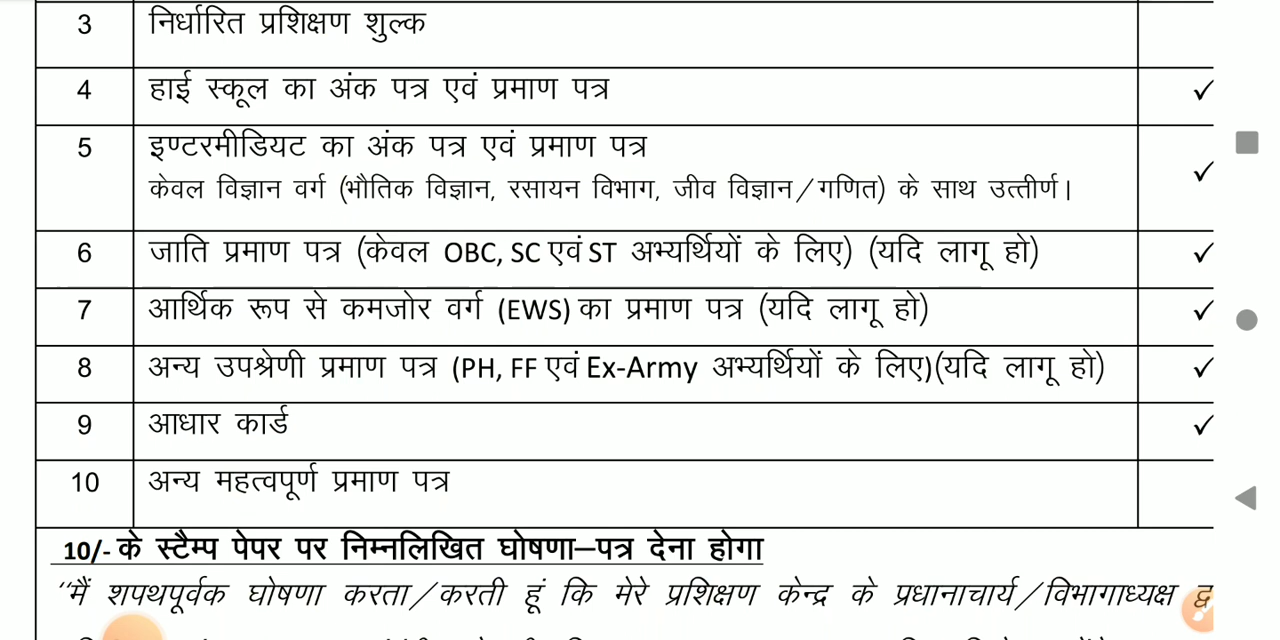 3 निर्धारित प्रशिक्षण शुल्क
4 हाई स्कूल का अंक पत्र एवं प्रमाण पत्र ✓
5 इण्टरमीडियट का अंक पत्र एवं प्रमाण पत्र
केवल विज्ञान वर्ग (भौतिक विज्ञान, रसायन विभाग, जीव विज्ञान/गणित) के साथ उत्तीर्ण। ✓
6 जाति प्रमाण पत्र (केवल OBC, SC एवं ST अभ्यर्थियों के लिए) (यदि लागू हो) ✓
7 आर्थिक रूप से कमजोर वर्ग (EWS) का प्रमाण पत्र (यदि लागू हो) ✓
8 अन्य उपश्रेणी प्रमाण पत्र (PH, FF एवं Ex-Army अभ्यर्थियों के लिए)(यदि लागू हो) ✓
9 आधार कार्ड ✓
10 अन्य महत्वपूर्ण प्रमाण पत्र
10/- के स्टैम्प पेपर पर निम्नलिखित घोषणा–पत्र देना होगा
"मैं शपथपूर्वक घोषणा करता/करती हूं कि मेरे प्रशिक्षण केन्द्र के प्रधानाचार्य/विभागाध्यक्ष